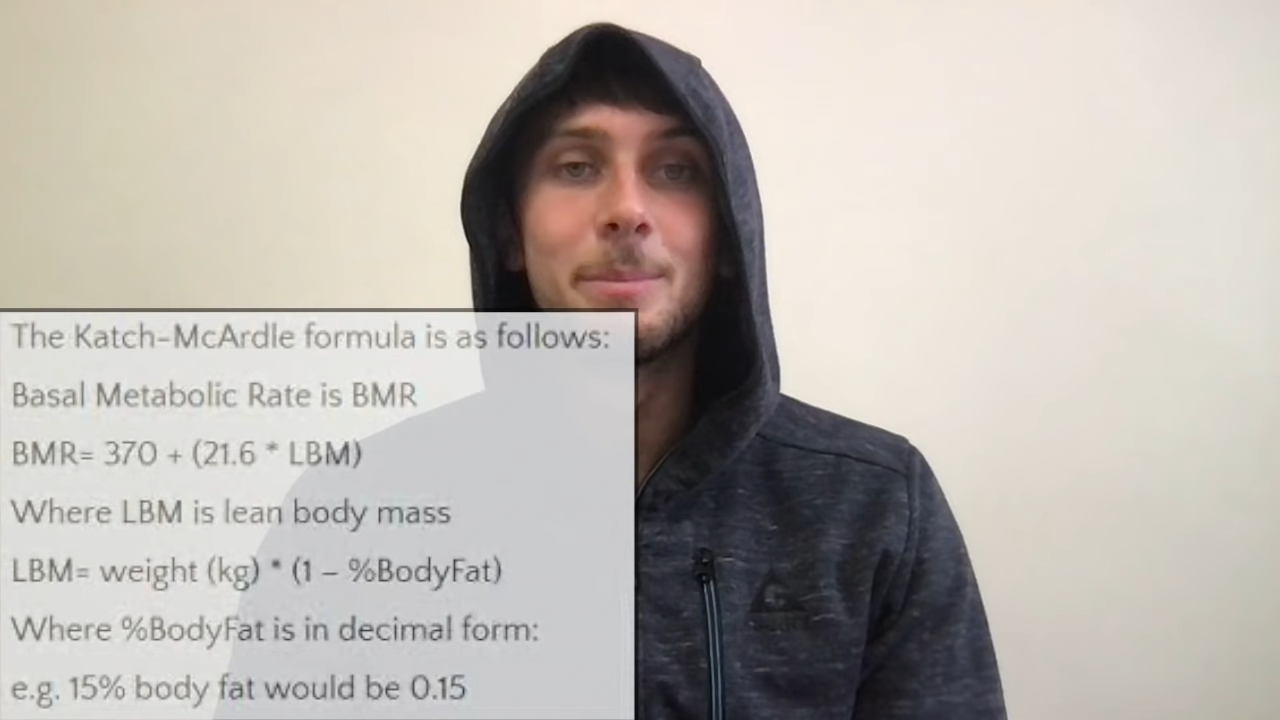 The Katch-McArdle formula is as follows:
Basal Metabolic Rate is BMR
BMR= 370 + (21.6 * LBM)
Where LBM is lean body mass
LBM= weight (kg) * (1 – %BodyFat)
Where %BodyFat is in decimal form:
e.g. 15% body fat would be 0.15